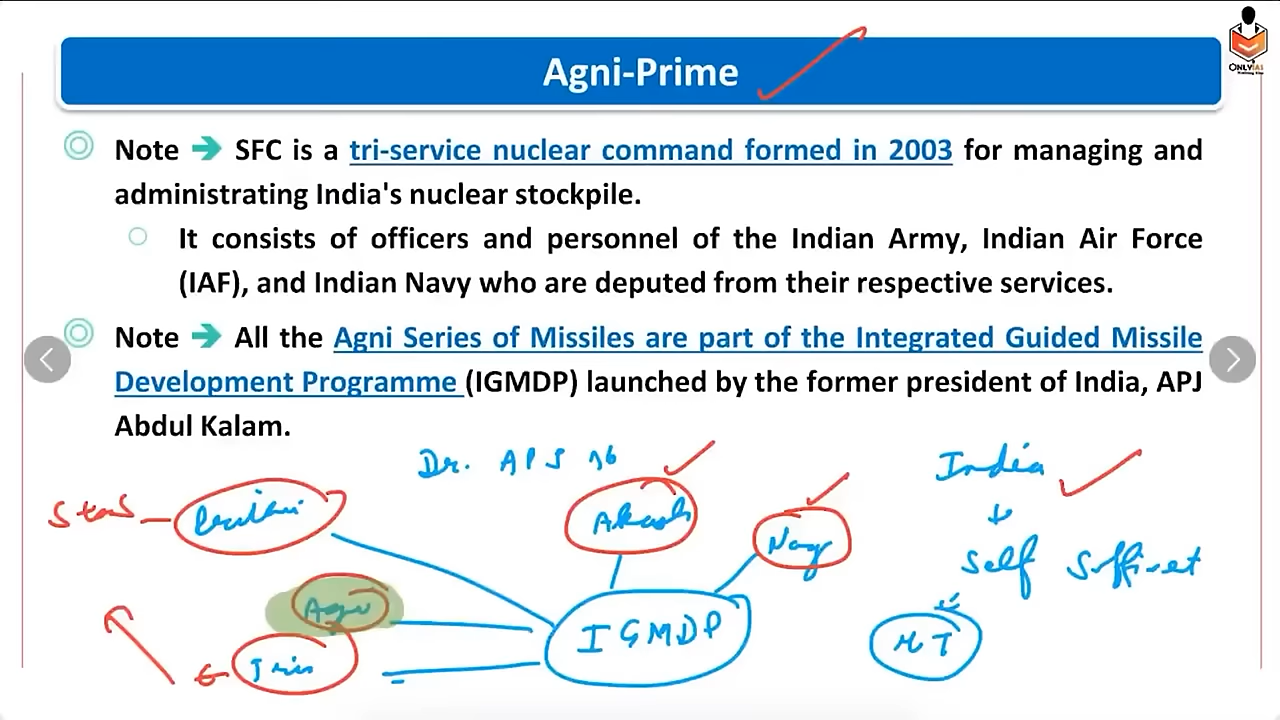 Agni-Prime
ONLYIAS
Note → SFC is a tri-service nuclear command formed in 2003 for managing and
administrating India's nuclear stockpile.
It consists of officers and personnel of the Indian Army, Indian Air Force
(IAF), and Indian Navy who are deputed from their respective services.
Note → All the Agni Series of Missiles are part of the Integrated Guided Missile
Development Programme (IGMDP) launched by the former president of India, APJ
Abdul Kalam.
Dr.
India
Akash
Nag
Self
Agni
IGMDP